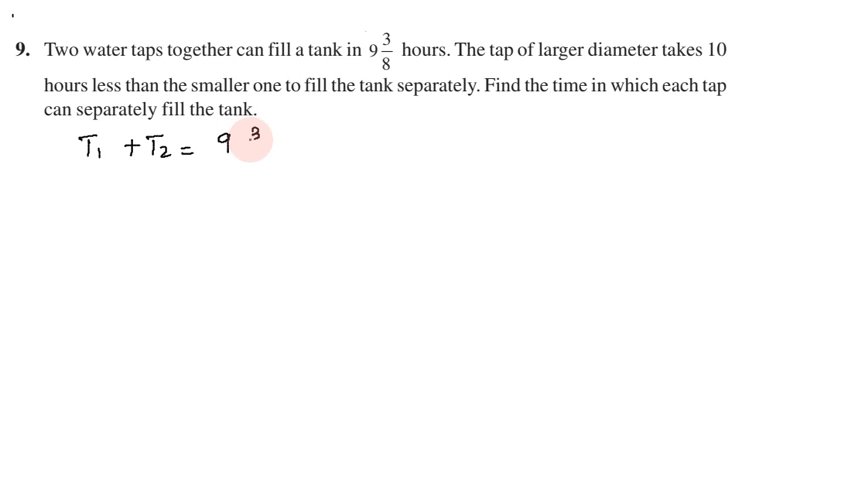 9. Two water taps together can fill a tank in 9 3/8 hours. The tap of larger diameter takes 10
hours less than the smaller one to fill the tank separately. Find the time in which each tap
can separately fill the tank.
T₁ + T₂ = 9 3